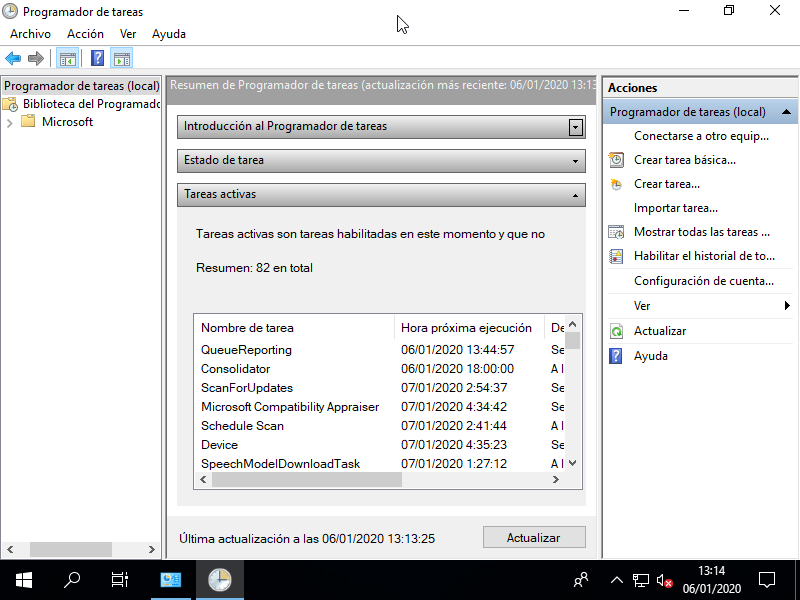 Programador de tareas
Archivo Acción Ver Ayuda
Programador de tareas (local)
Biblioteca del Programado
Microsoft
Resumen de Programador de tareas (actualización más reciente: 06/01/2020 13:13
Introducción al Programador de tareas
Estado de tarea
Tareas activas
Tareas activas son tareas habilitadas en este momento y que no
Resumen: 82 en total
Nombre de tarea Hora próxima ejecución De
QueueReporting 06/01/2020 13:44:57 Se
Consolidator 06/01/2020 18:00:00 A l
ScanForUpdates 07/01/2020 2:54:37 Se
Microsoft Compatibility Appraiser 07/01/2020 4:34:42 Se
Schedule Scan 07/01/2020 2:41:44 A l
Device 07/01/2020 4:35:23 Se
SpeechModelDownloadTask 07/01/2020 1:27:12 A l
Última actualización a las 06/01/2020 13:13:25
Actualizar
Acciones
Programador de tareas (local)
Conectarse a otro equip...
Crear tarea básica...
Crear tarea...
Importar tarea...
Mostrar todas las tareas ...
Habilitar el historial de to...
Configuración de cuenta...
Ver
Actualizar
Ayuda
13:14
06/01/2020